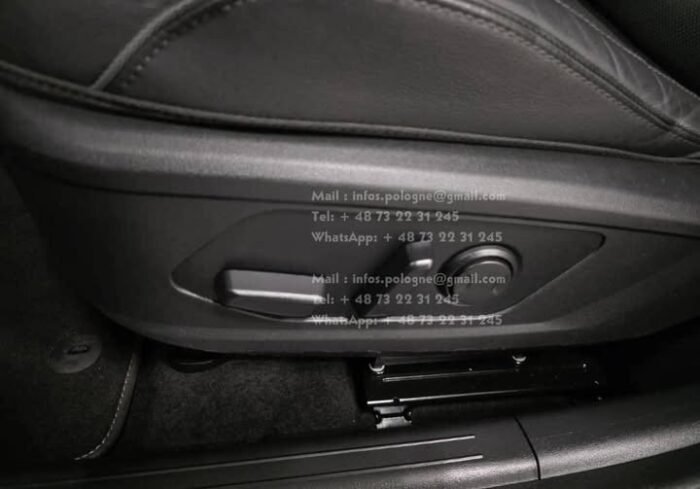 Mail : infos.pologne@gmail.com
Tel: + 48 73 22 31 245
WhatsApp: + 48 73 22 31 245
Mail : infos.pologne@gmail.com
Tel: + 48 73 22 31 245
WhatsApp: + 48 73 22 31 245